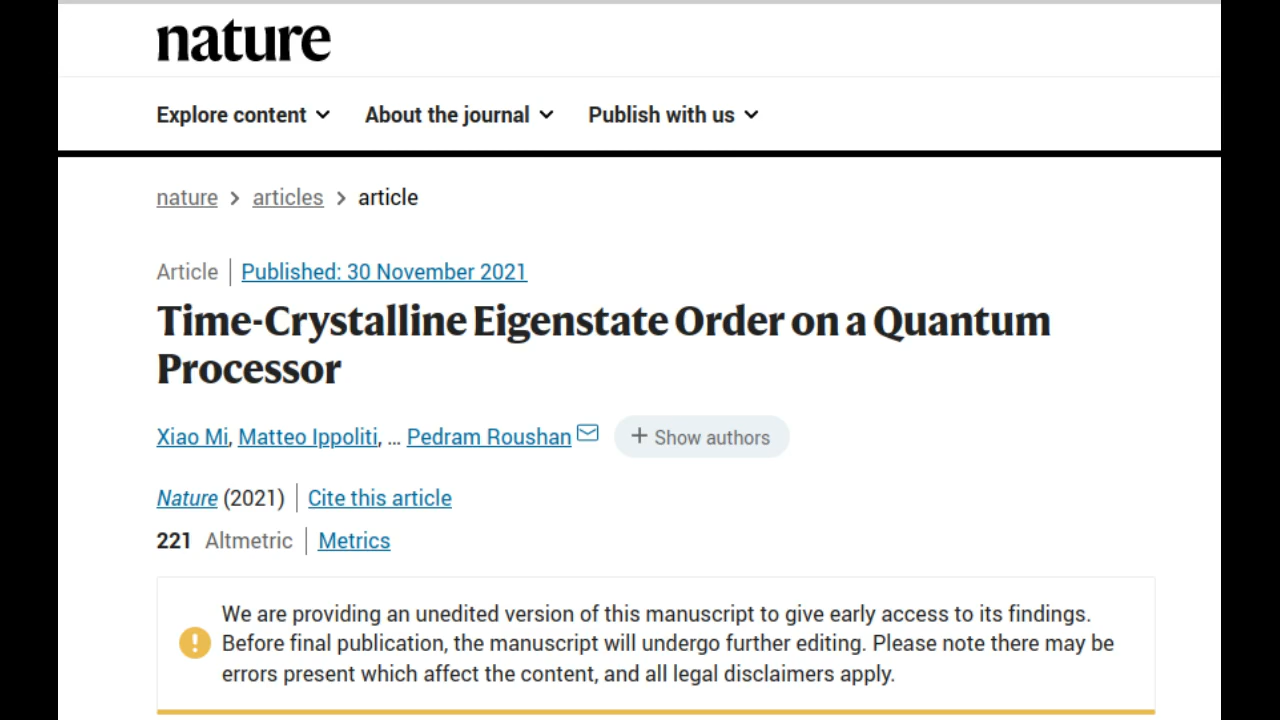 nature
Explore content About the journal Publish with us
nature > articles > article
Article | Published: 30 November 2021
Time-Crystalline Eigenstate Order on a Quantum
Processor
Xiao Mi, Matteo Ippoliti, ... Pedram Roushan + Show authors
Nature (2021) | Cite this article
221 Altmetric | Metrics
We are providing an unedited version of this manuscript to give early access to its findings.
Before final publication, the manuscript will undergo further editing. Please note there may be
errors present which affect the content, and all legal disclaimers apply.